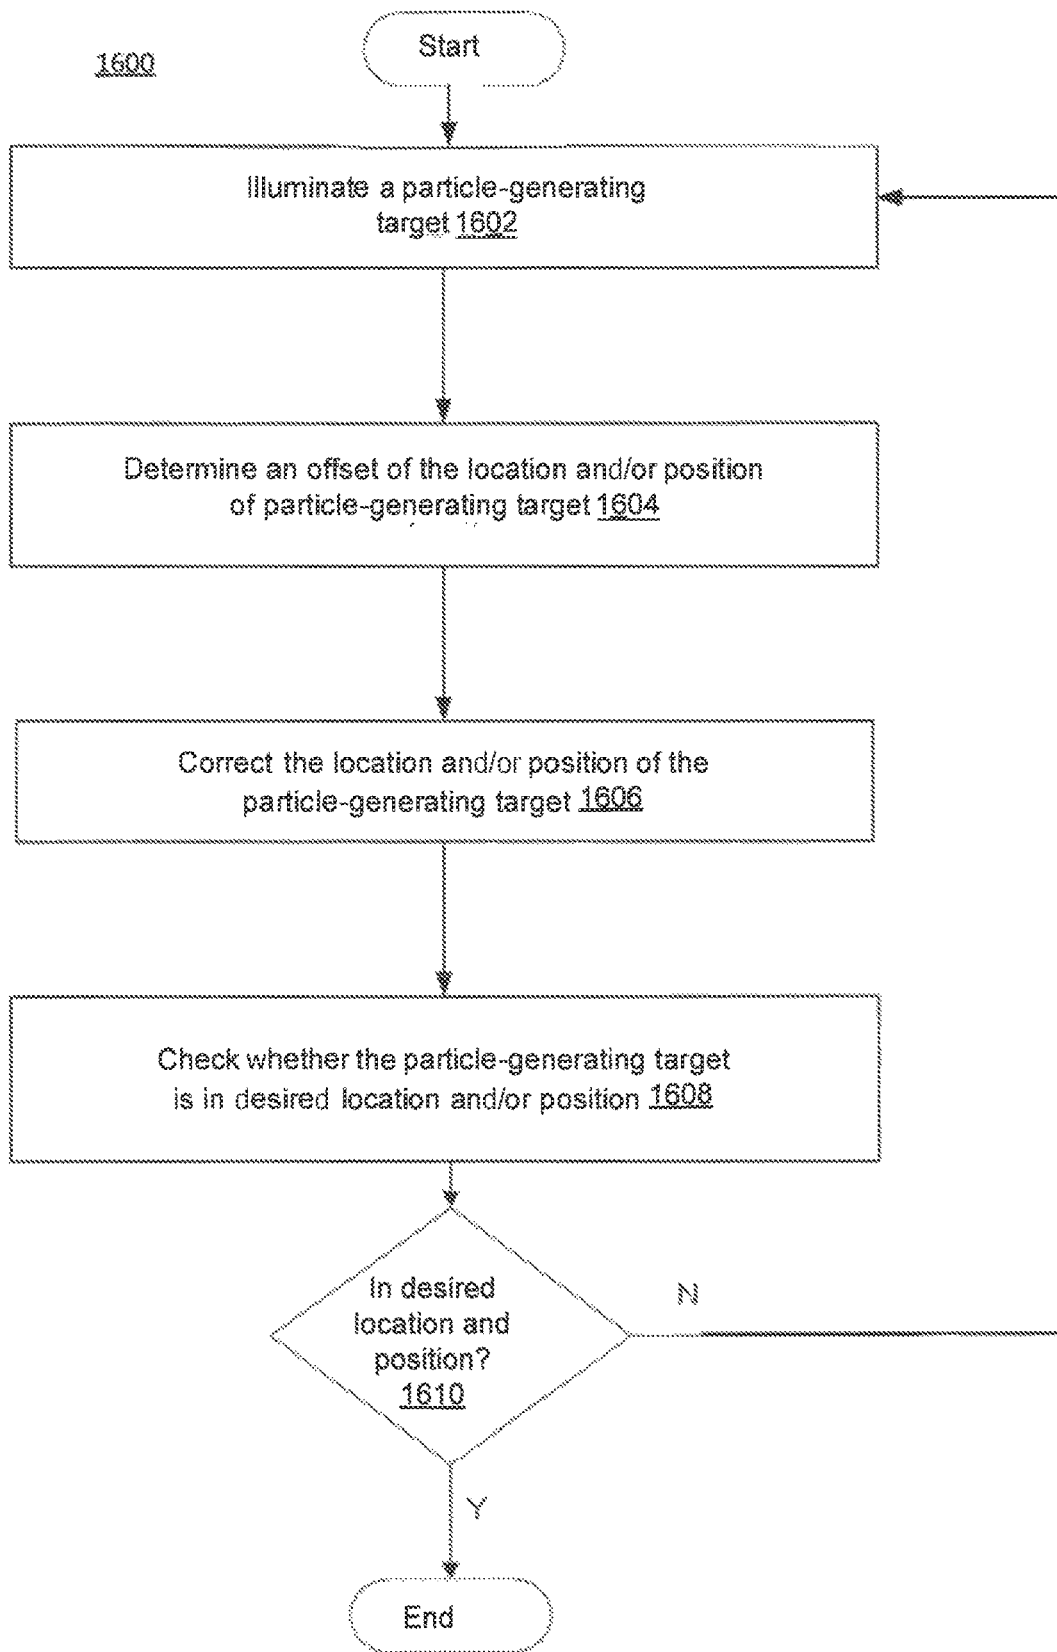 Start
1600
Illuminate a particle-generating
target 1602
Determine an offset of the location and/or position
of particle-generating target 1604
Correct the location and/or position of the
particle-generating target 1606
Check whether the particle-generating target
is in desired location and/or position 1608
In desired
location and
position?
1610
N
Y
End